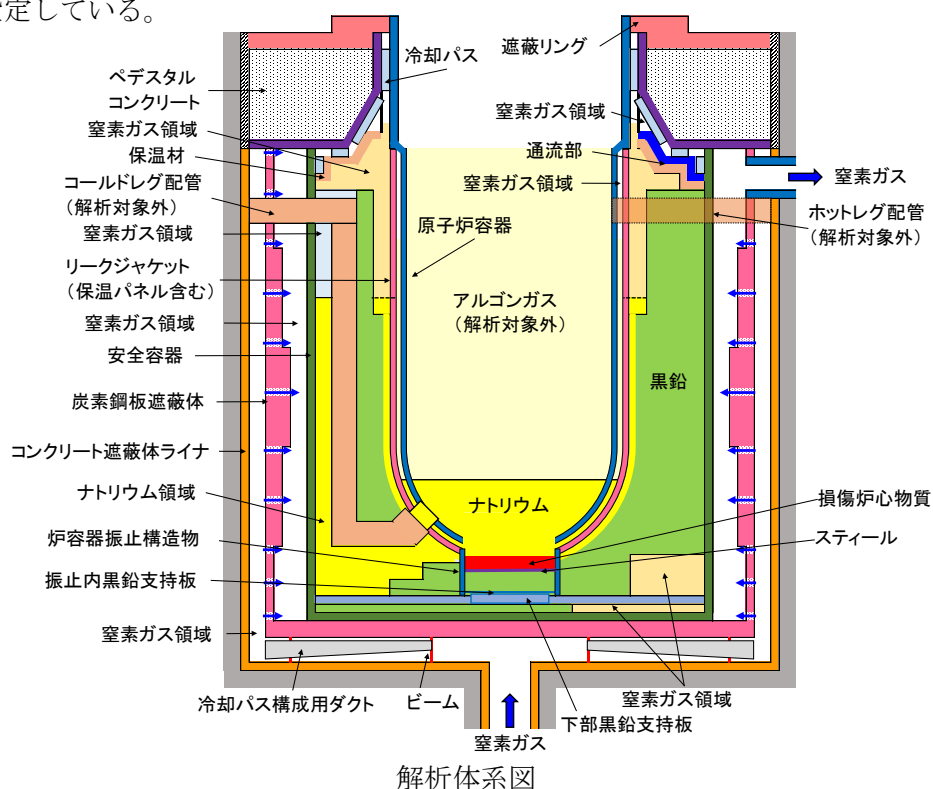 定している。
遮蔽リング
冷却パス
ペデスタル
コンクリート
窒素ガス領域
窒素ガス領域
保温材
通流部
コールドレグ配管
（解析対象外）
窒素ガス領域
窒素ガス
ホットレグ配管
（解析対象外）
窒素ガス領域
原子炉容器
リークジャケット
（保温パネル含む）
アルゴンガス
（解析対象外）
窒素ガス領域
安全容器
黒鉛
炭素鋼板遮蔽体
コンクリート遮蔽体ライナ
ナトリウム領域
ナトリウム
損傷炉心物質
炉容器振止構造物
スティール
振止内黒鉛支持板
窒素ガス領域
冷却パス構成用ダクト
ビーム
窒素ガス領域
下部黒鉛支持板
窒素ガス
解析体系図